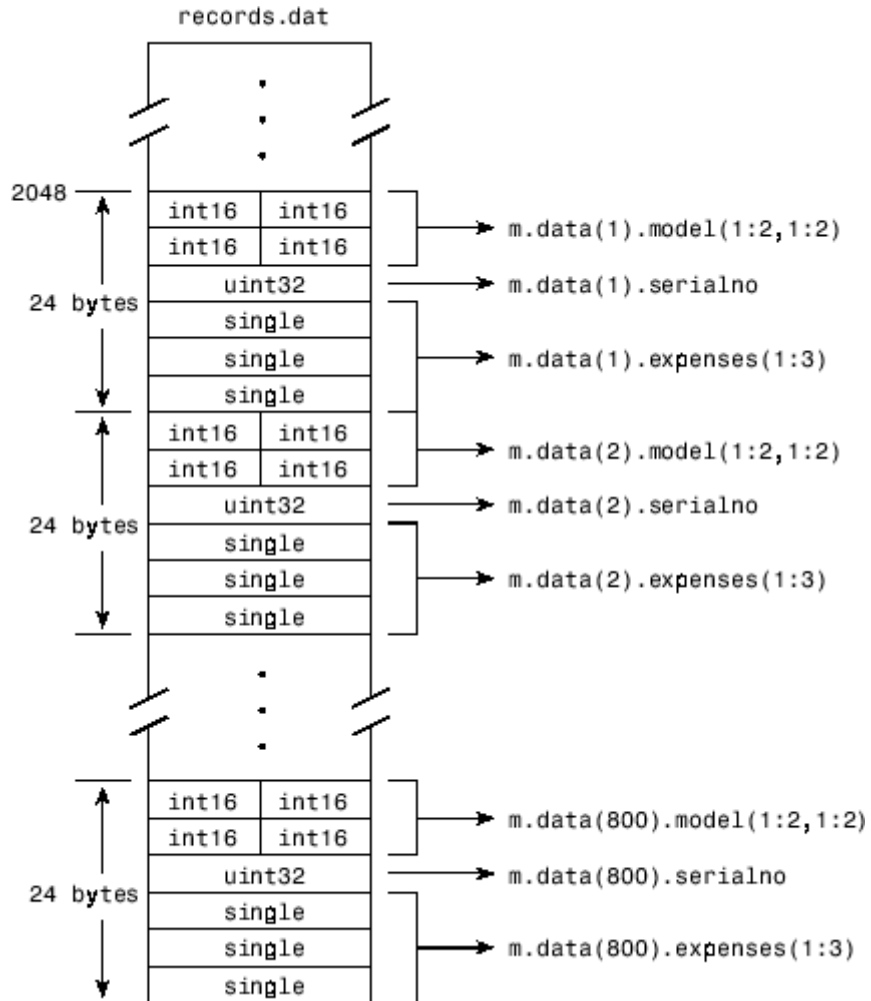 records.dat
2048
int16 int16
int16 int16
m.data(1).model(1:2,1:2)
uint32
m.data(1).serialno
24 bytes
single
single
m.data(1).expenses(1:3)
single
int16 int16
int16 int16
m.data(2).model(1:2,1:2)
uint32
m.data(2).serialno
24 bytes
single
single
m.data(2).expenses(1:3)
single
int16 int16
int16 int16
m.data(800).model(1:2,1:2)
uint32
m.data(800).serialno
24 bytes
single
single
m.data(800).expenses(1:3)
single